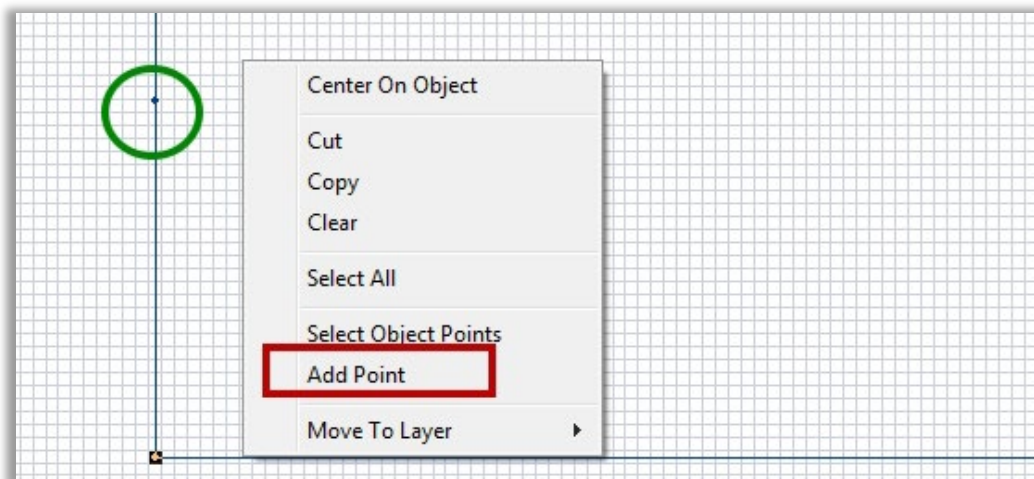 Center On Object
Cut
Copy
Clear
Select All
Select Object Points
Add Point
Move To Layer